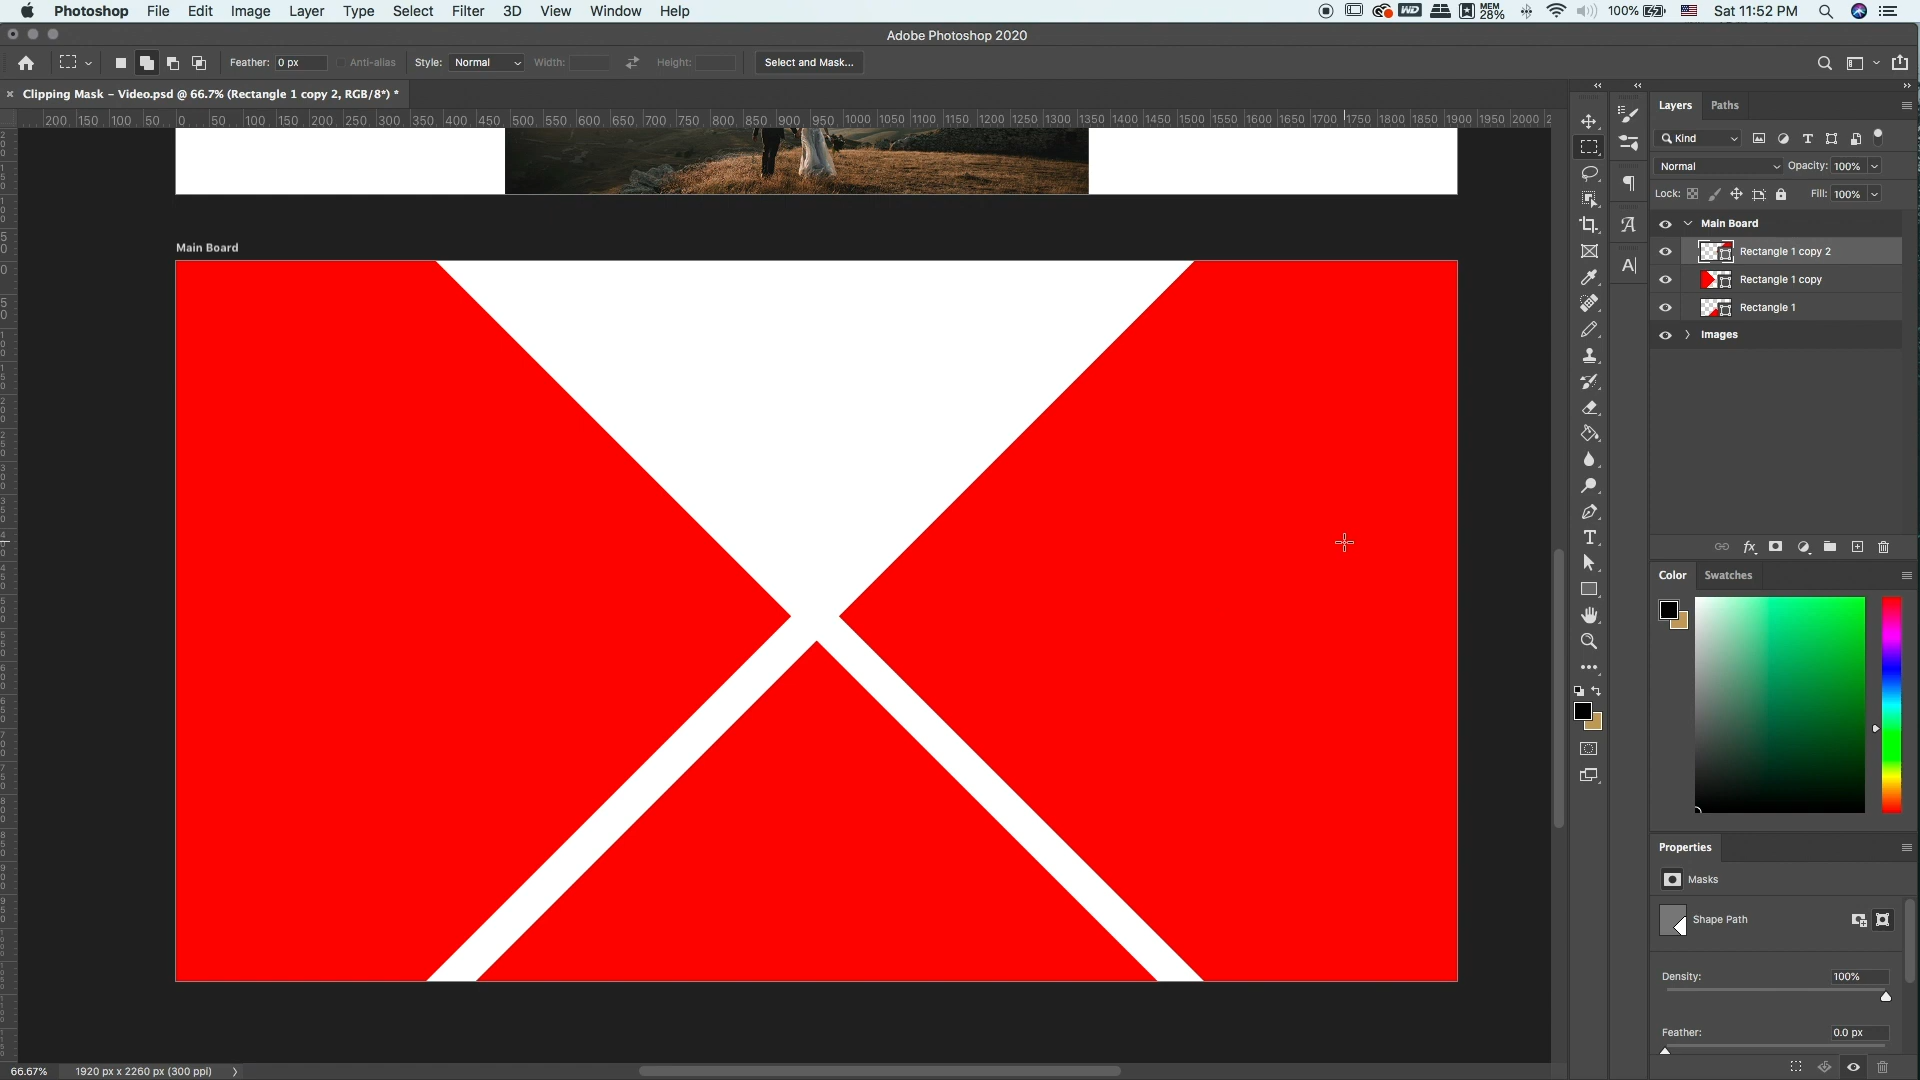 Photoshop File Edit Image Layer Type Select Filter 3D View Window Help WD MEM 28% 100% Sat 11:52 PM
Adobe Photoshop 2020
Feather: 0 px Anti-alias Style: Normal Width: Height: Select and Mask...
Clipping Mask – Video.psd @ 66.7% (Rectangle 1 copy 2, RGB/8*) *
200 150 100 50 0 50 100 150 200 250 300 350 400 450 500 550 600 650 700 750 800 850 900 950 1000 1050 1100 1150 1200 1250 1300 1350 1400 1450 1500 1550 1600 1650 1700 1750 1800 1850 1900 1950 2000
Layers Paths
Kind
Normal Opacity: 100%
Lock: Fill: 100%
Main Board
Rectangle 1 copy 2
Rectangle 1 copy
Rectangle 1
Images
Main Board
Color Swatches
Properties
Masks
Shape Path
Density: 100%
Feather: 0.0 px
66.67% 1920 px x 2260 px (300 ppi)